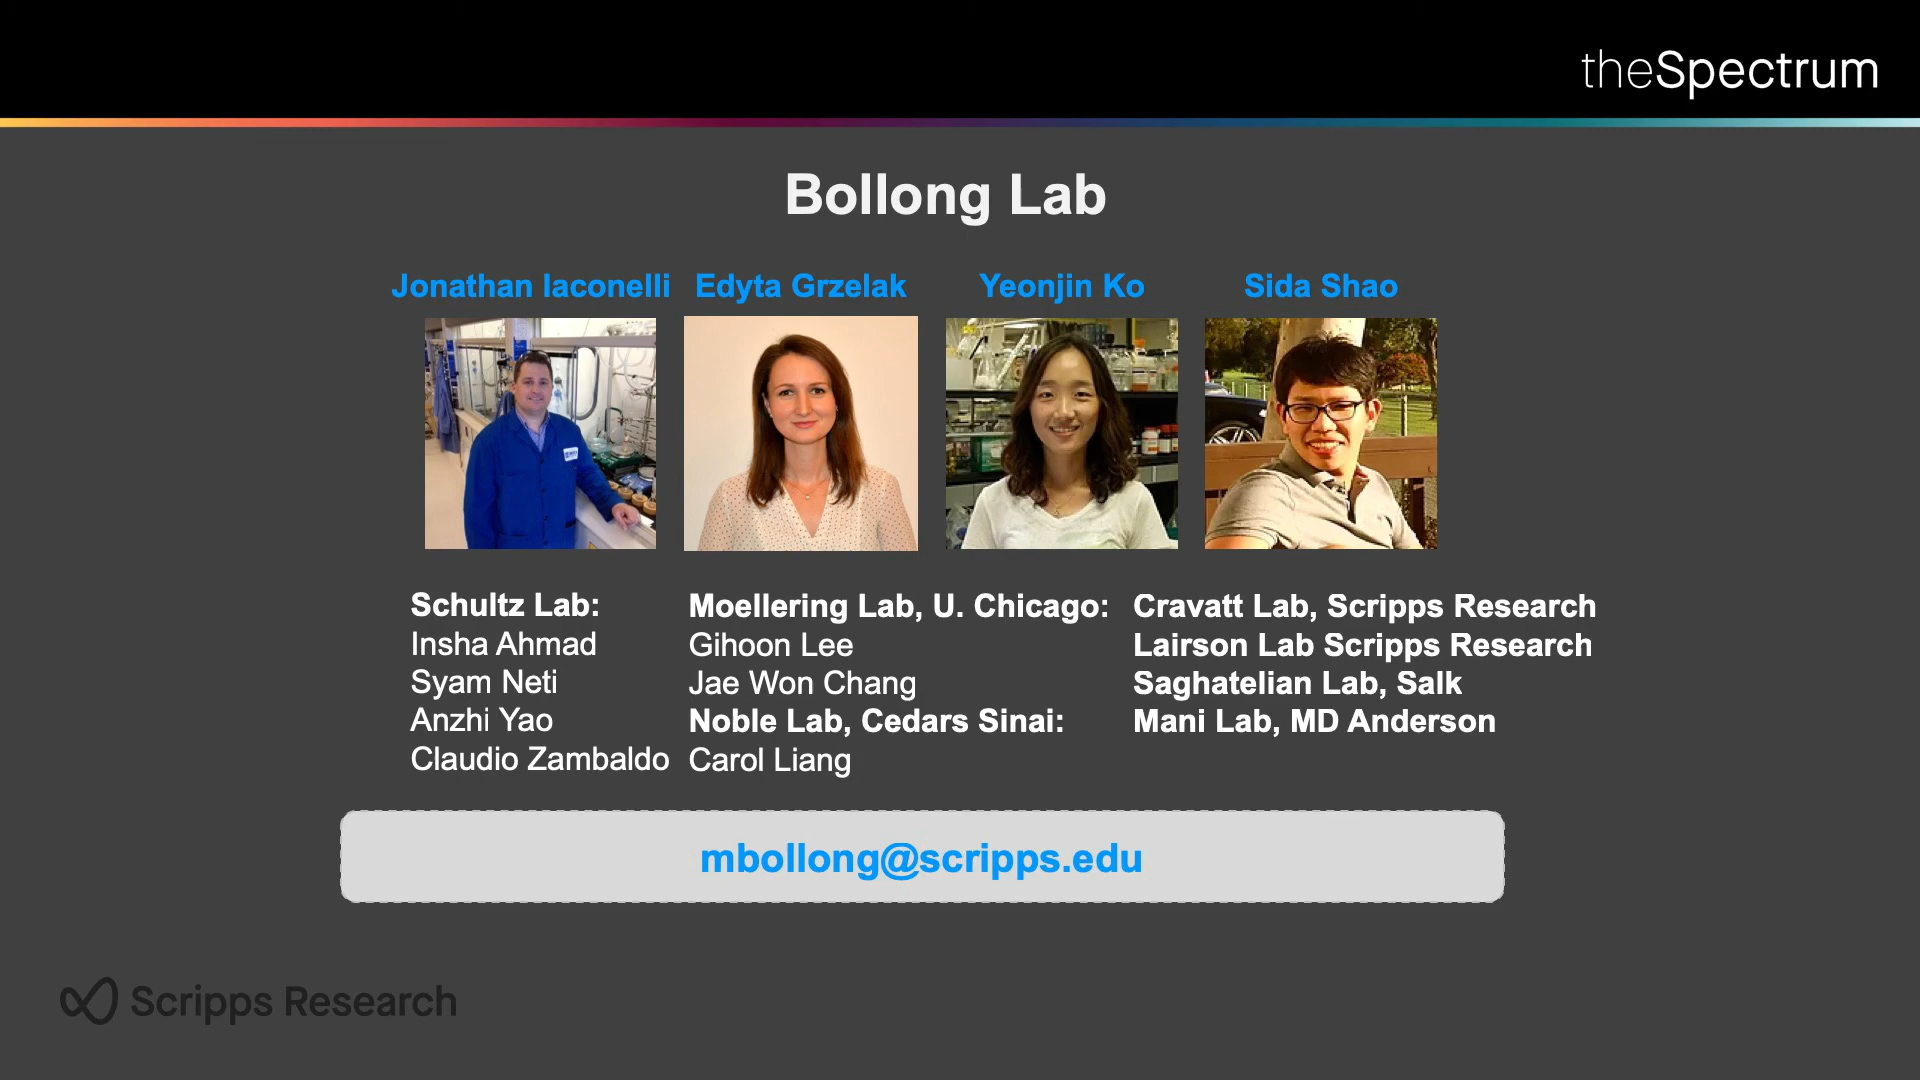 theSpectrum
Bollong Lab
Jonathan Iaconelli
Edyta Grzelak
Yeonjin Ko
Sida Shao
Schultz Lab:
Insha Ahmad
Syam Neti
Anzhi Yao
Claudio Zambaldo
Moellering Lab, U. Chicago:
Gihoon Lee
Jae Won Chang
Noble Lab, Cedars Sinai:
Carol Liang
Cravatt Lab, Scripps Research
Lairson Lab Scripps Research
Saghatelian Lab, Salk
Mani Lab, MD Anderson
mbollong@scripps.edu
Scripps Research